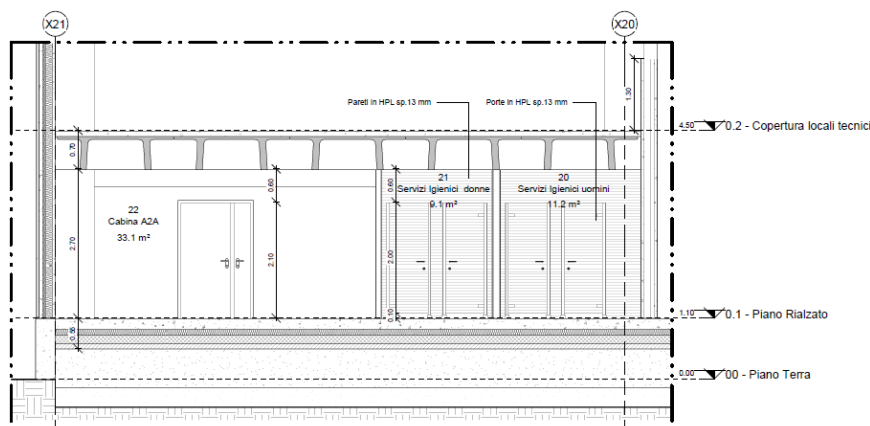 X21
X20
Pareti in HPL sp.13 mm
Porte in HPL sp.13 mm
1.30
4.50
0.2 - Copertura locali tecnici
0.70
0.60
0.60
21
Servizi Igienici donne
9.1 m²
20
Servizi Igienici uomini
11.2 m²
22
Cabina A2A
33.1 m²
2.70
2.10
2.00
0.10
1.10
0.1 - Piano Rialzato
0.56
0.00
00 - Piano Terra